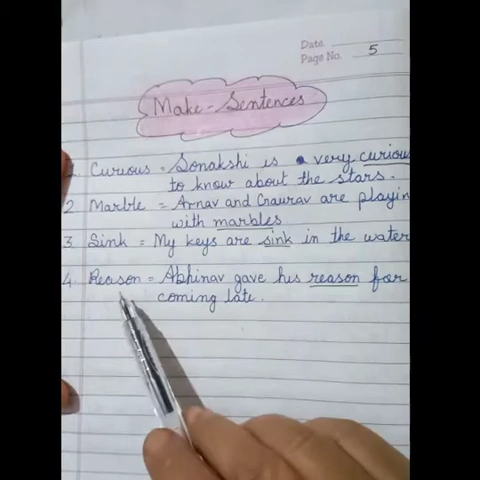 Date
Page No. 5
Make - Sentences
1. Curious = Sonakshi is very curious
to know about the stars.
2 Marble = Arnav and Gaurav are playin
with marbles
3. Sink = My keys are sink in the water
4. Reason = Abhinav gave his reason for
coming late.